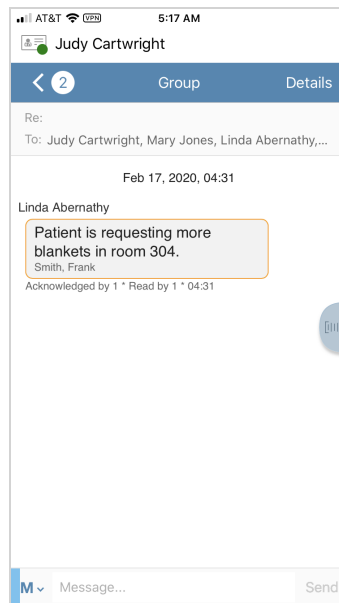 AT&T VPN 5:17 AM
Judy Cartwright
2 Group Details
Re:
To: Judy Cartwright, Mary Jones, Linda Abernathy,...
Feb 17, 2020, 04:31
Linda Abernathy
Patient is requesting more
blankets in room 304.
Smith, Frank
Acknowledged by 1 * Read by 1 * 04:31
M Message... Send